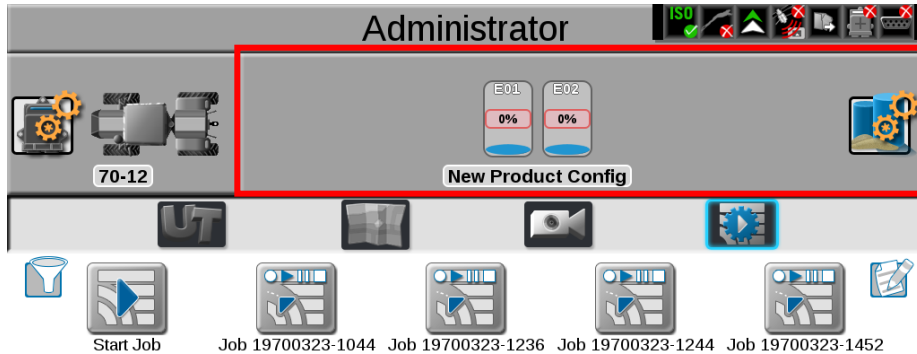 Administrator
ISO
E01 E02
0% 0%
70-12
New Product Config
UT
Start Job
Job 19700323-1044
Job 19700323-1236
Job 19700323-1244
Job 19700323-1452